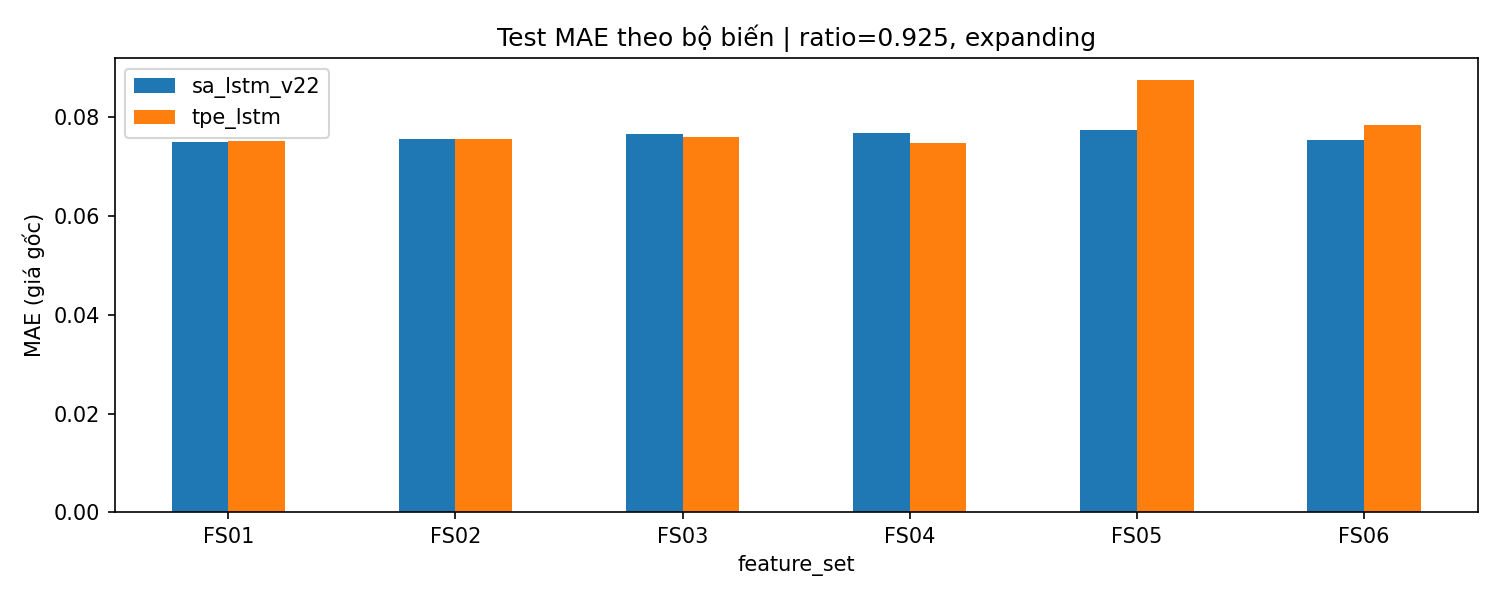 Test MAE theo bộ biến | ratio=0.925, expanding
sa_lstm_v22
tpe_lstm
MAE (giá gốc)
0.08
0.06
0.04
0.02
0.00
FS01 FS02 FS03 FS04 FS05 FS06
feature_set